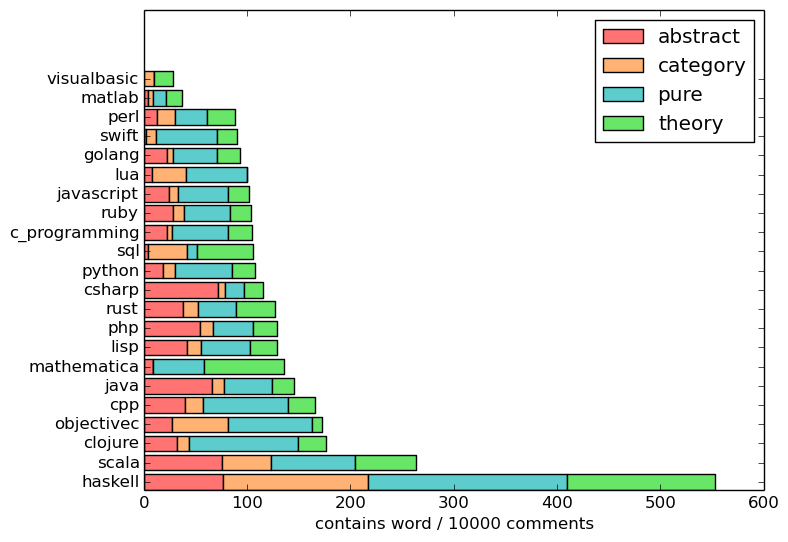 abstract
category
pure
theory
visualbasic
matlab
perl
swift
golang
lua
javascript
ruby
c_programming
sql
python
csharp
rust
php
lisp
mathematica
java
cpp
objectivec
clojure
scala
haskell
0 100 200 300 400 500 600
contains word / 10000 comments